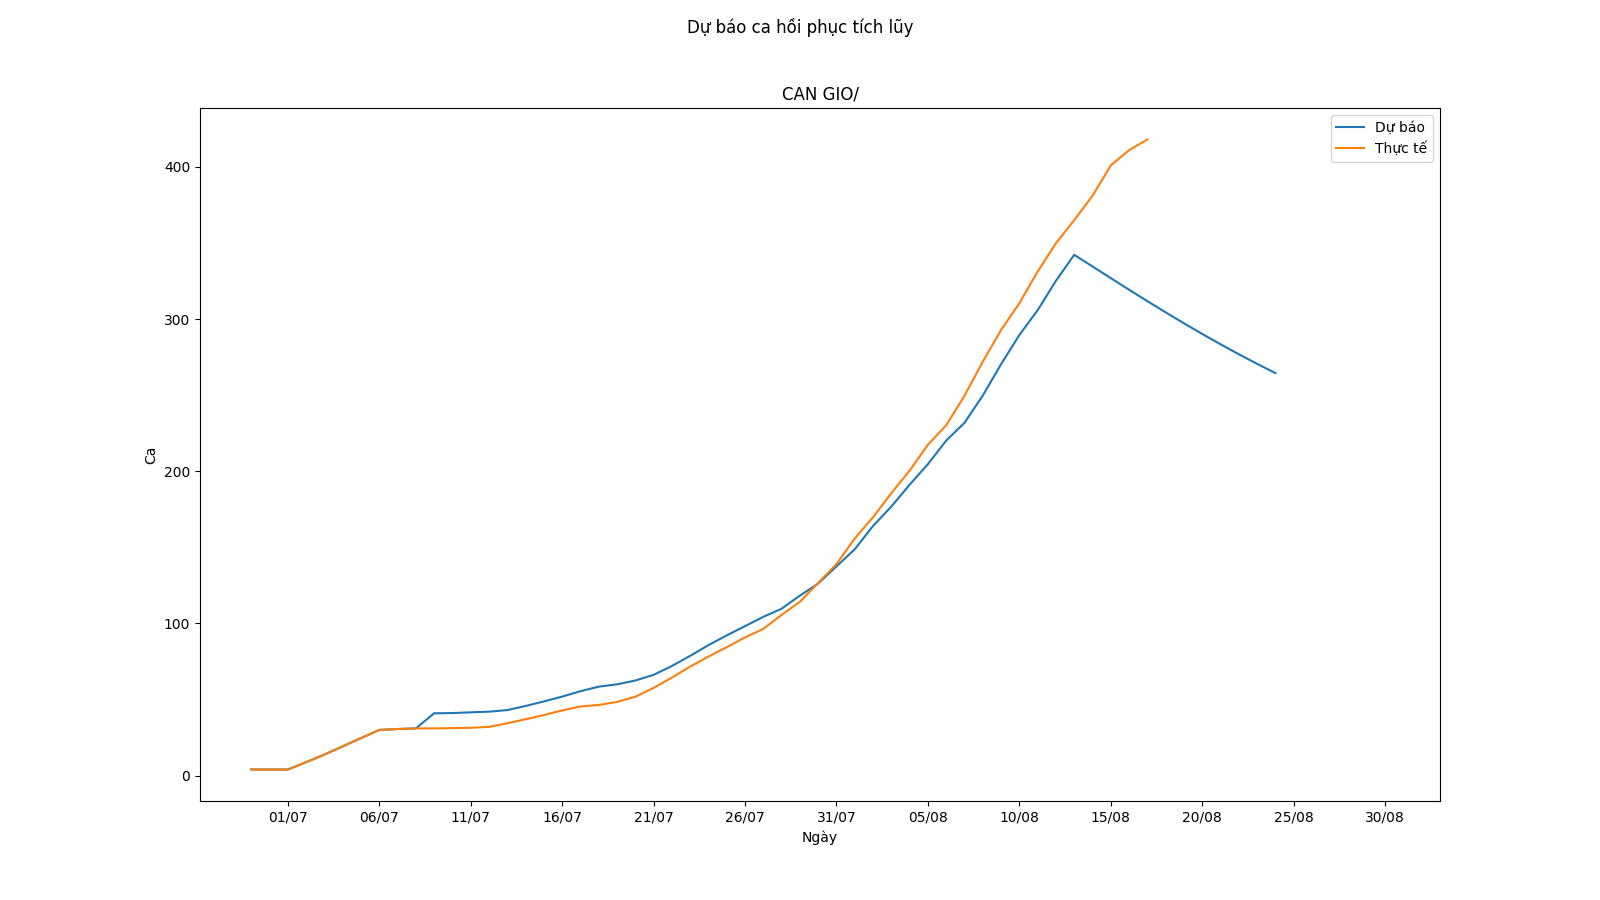 Dự báo ca hồi phục tích lũy
CAN GIO/
Dự báo
Thực tế
400
300
200
100
0
Ca
01/07 06/07 11/07 16/07 21/07 26/07 31/07 05/08 10/08 15/08 20/08 25/08 30/08
Ngày